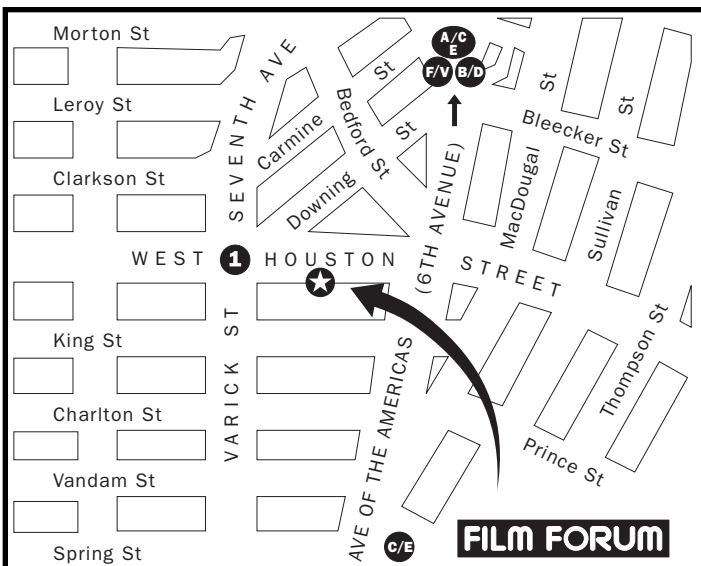 Morton St
Leroy St
Clarkson St
SEVENTH AVE
Carmine
St
Bedford St
Downing
St
A/C
E
F/V
B/D
(6TH AVENUE)
Bleecker St
MacDougal
St
Sullivan
St
WEST 1 HOUSTON STREET
Thompson St
King St
Charlton St
Vandam St
Spring St
VARICK ST
AVE OF THE AMERICAS
Prince St
C/E
FILM FORUM